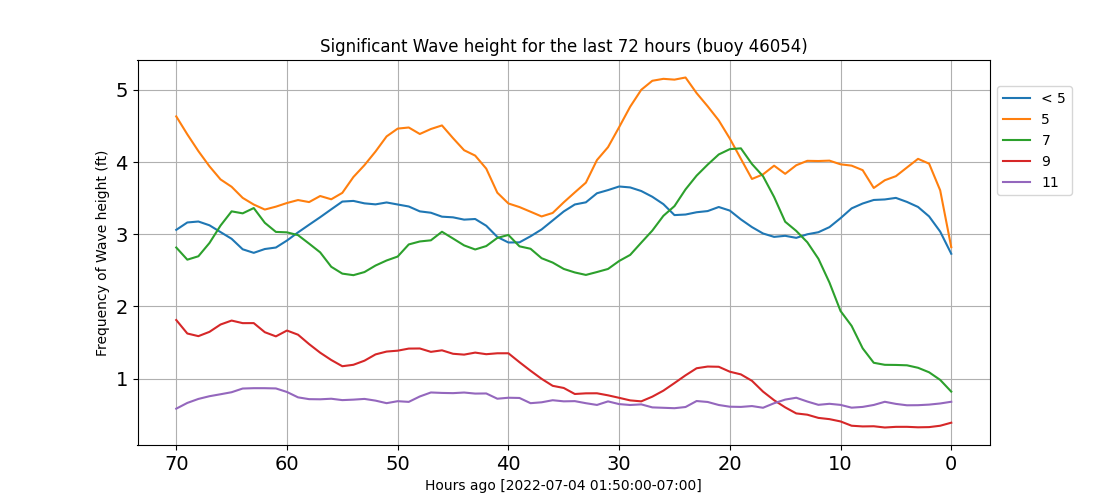 Significant Wave height for the last 72 hours (buoy 46054)
Frequency of Wave height (ft)
5
4
3
2
1
70 60 50 40 30 20 10 0
Hours ago [2022-07-04 01:50:00-07:00]
< 5
5
7
9
11